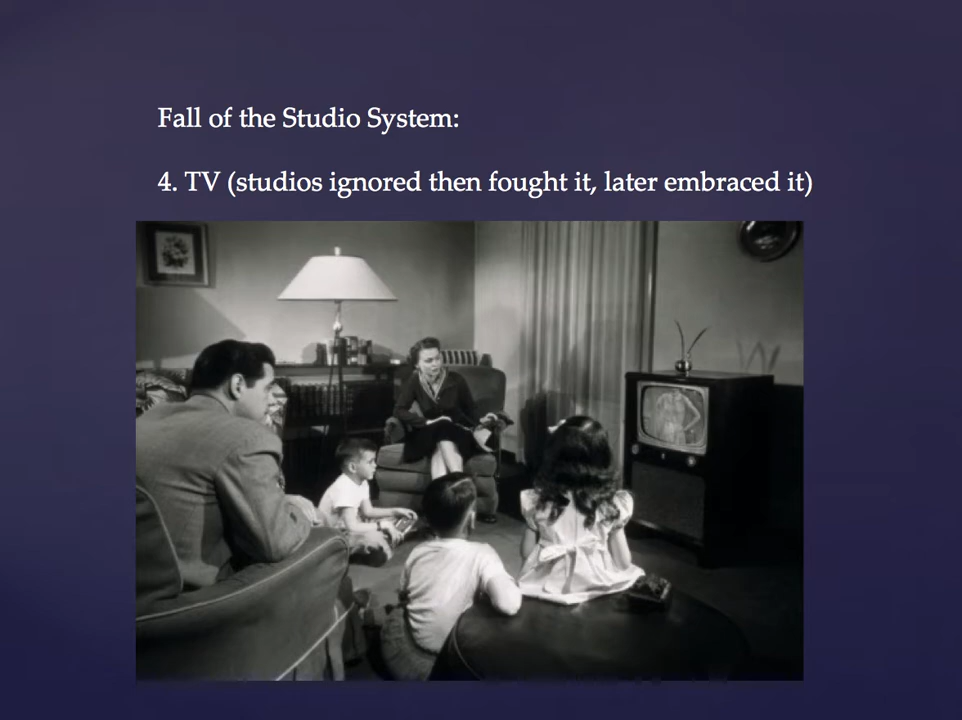 Fall of the Studio System:
4. TV (studios ignored then fought it, later embraced it)